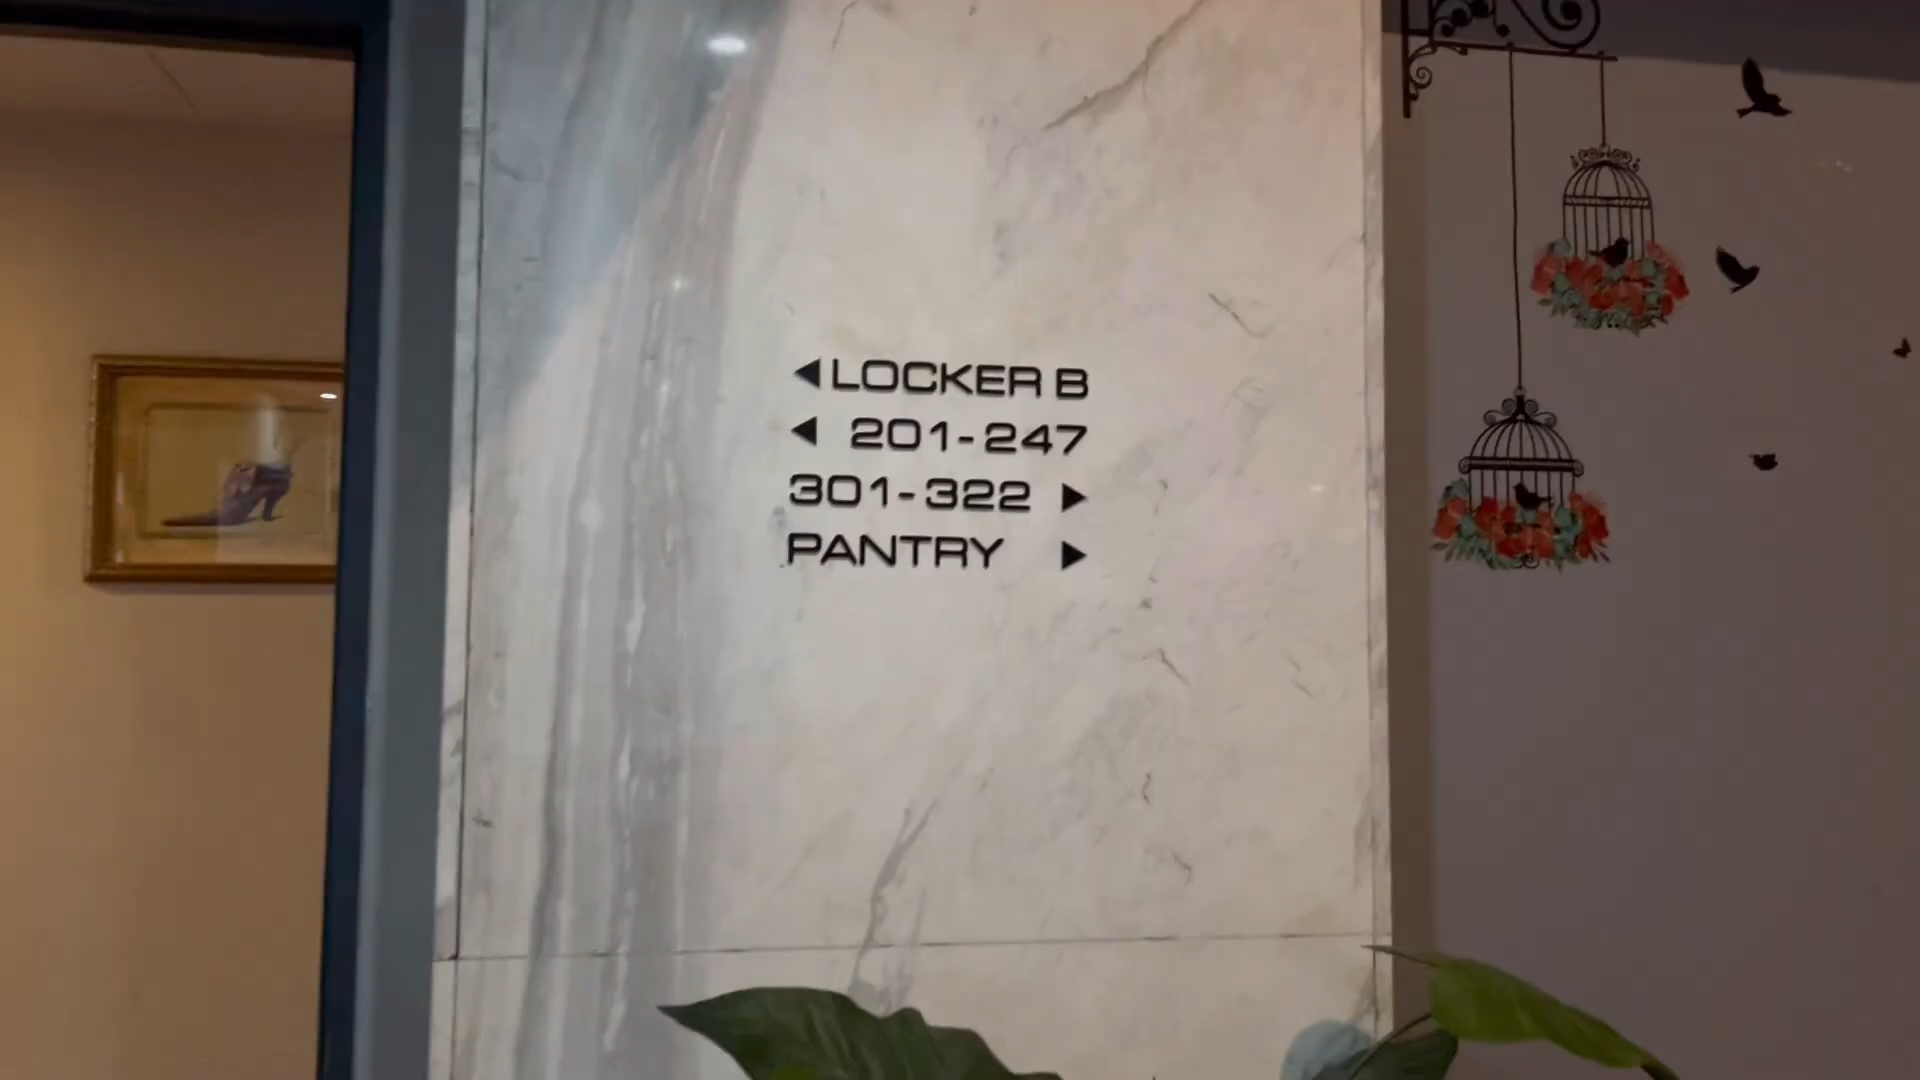 ◀ LOCKER B
◀ 201-247
301-322 ▶
PANTRY ▶